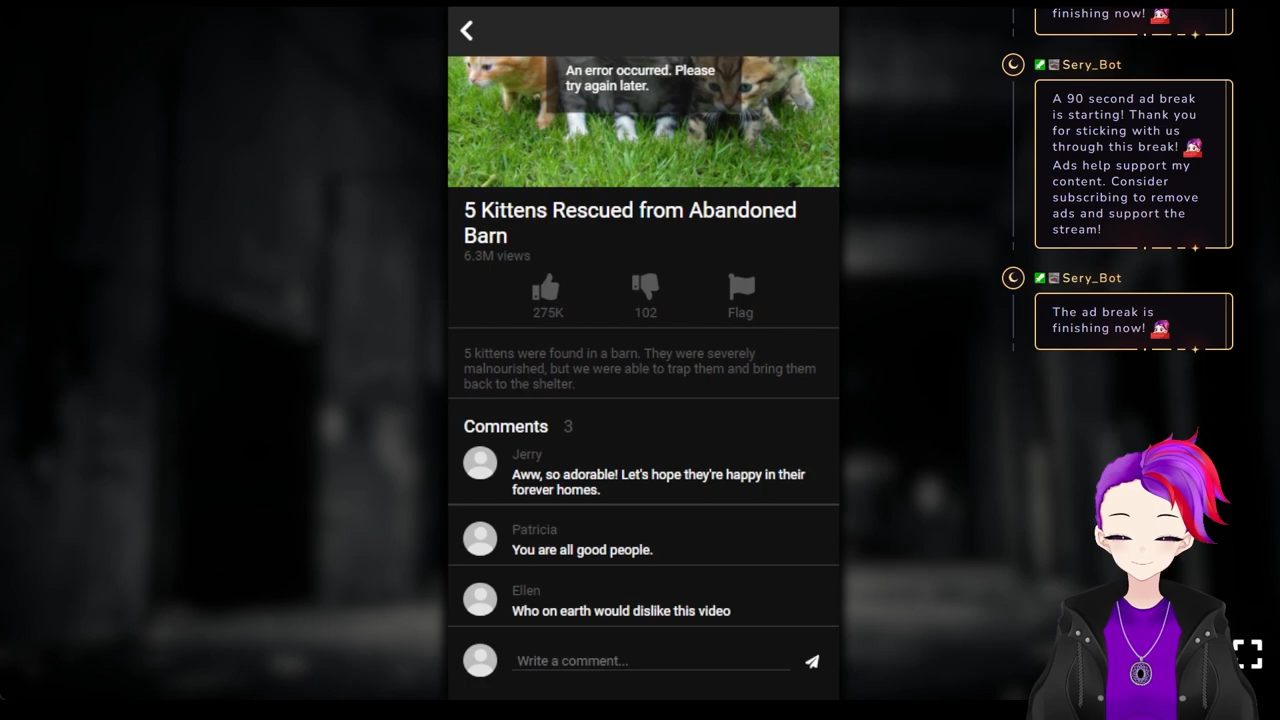 An error occurred. Please
try again later.
5 Kittens Rescued from Abandoned
Barn
6.3M views
275K
102
Flag
5 kittens were found in a barn. They were severely
malnourished, but we were able to trap them and bring them
back to the shelter.
Comments 3
Jerry
Aww, so adorable! Let's hope they're happy in their
forever homes.
Patricia
You are all good people.
Ellen
Who on earth would dislike this video
Write a comment...
finishing now!
Sery_Bot
A 90 second ad break
is starting! Thank you
for sticking with us
through this break!
Ads help support my
content. Consider
subscribing to remove
ads and support the
stream!
Sery_Bot
The ad break is
finishing now!